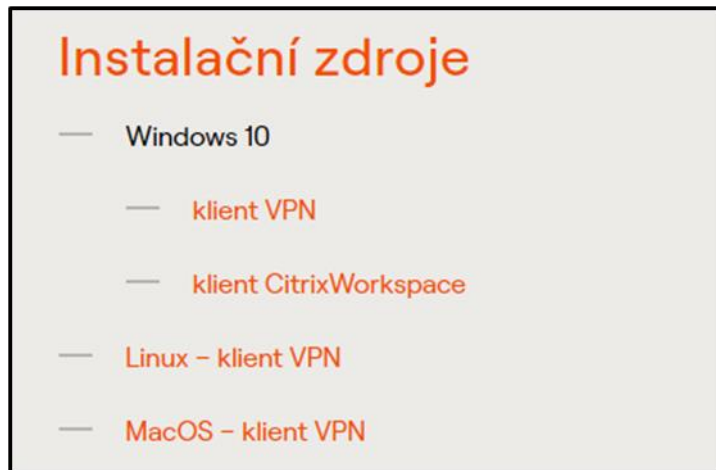 Instalační zdroje
— Windows 10
— klient VPN
— klient CitrixWorkspace
— Linux – klient VPN
— MacOS – klient VPN